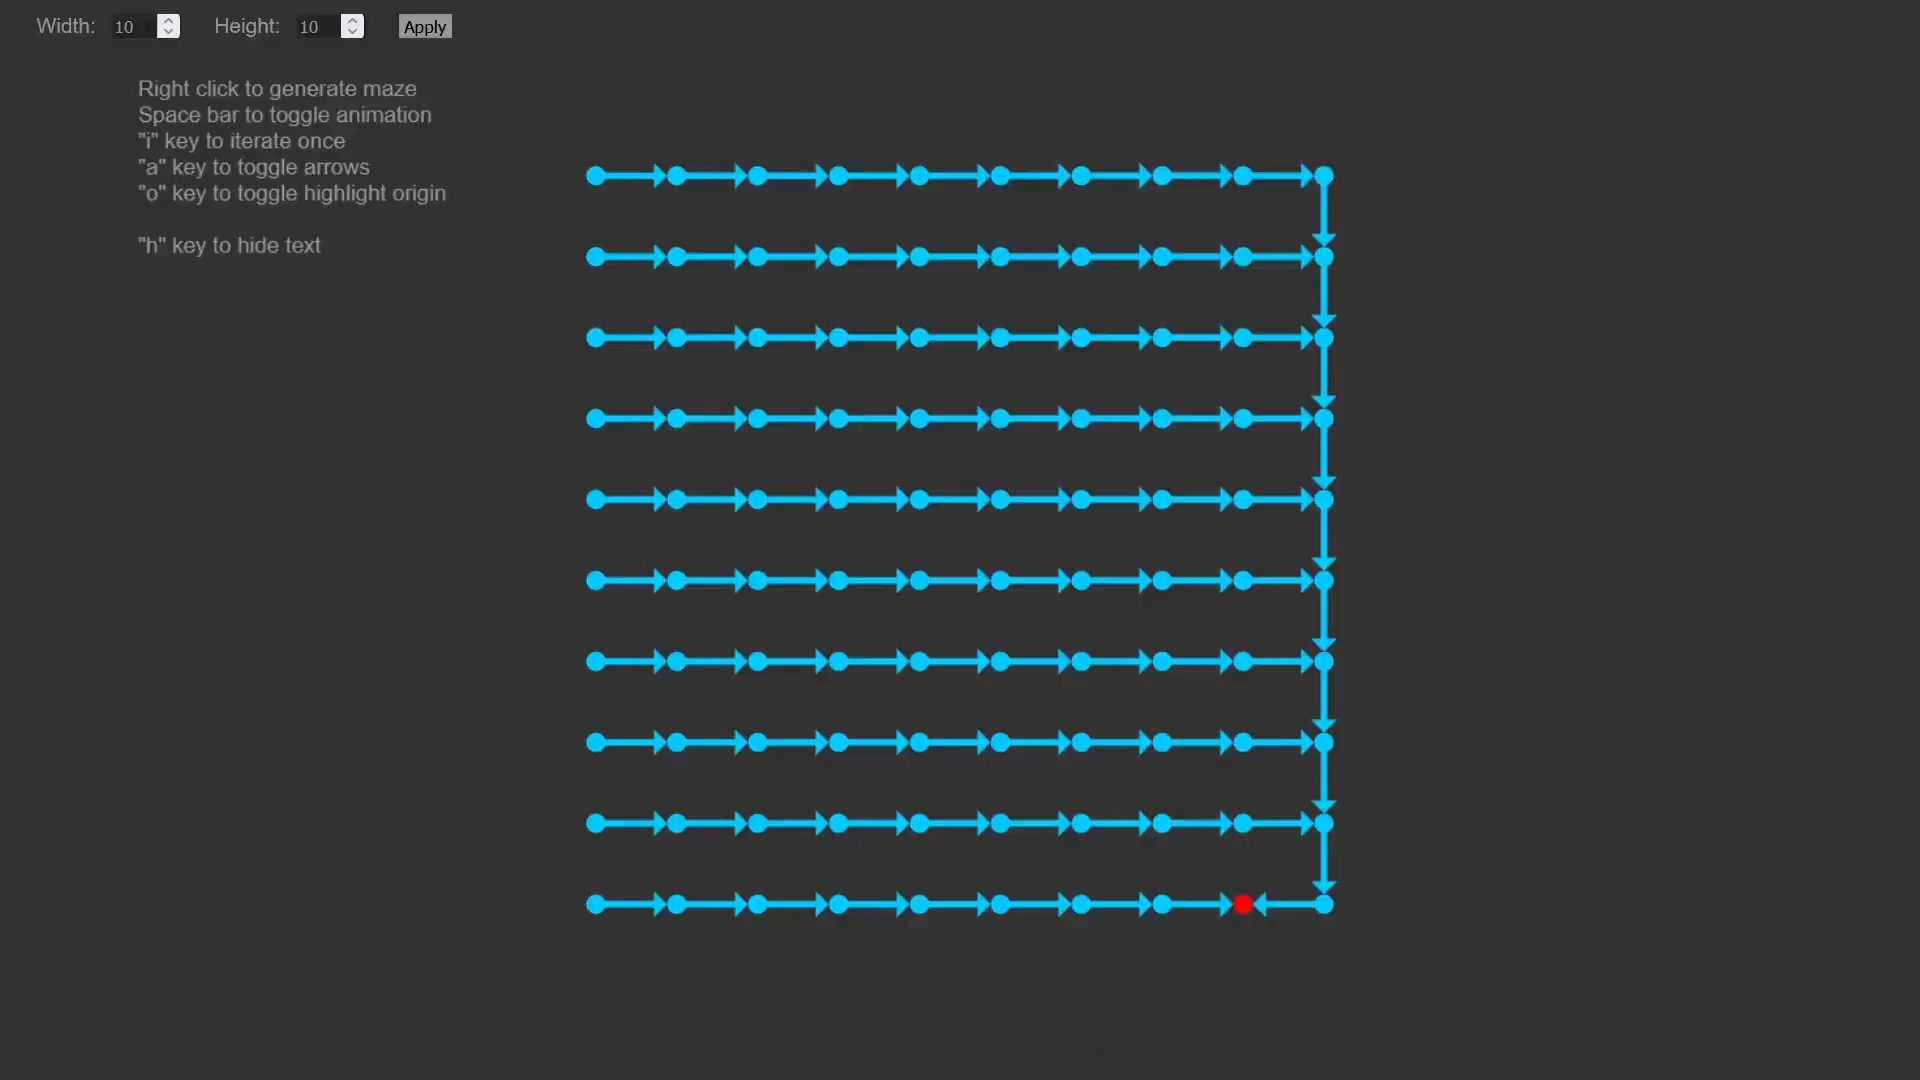 Width: 10 Height: 10 Apply
Right click to generate maze
Space bar to toggle animation
"i" key to iterate once
"a" key to toggle arrows
"o" key to toggle highlight origin
"h" key to hide text